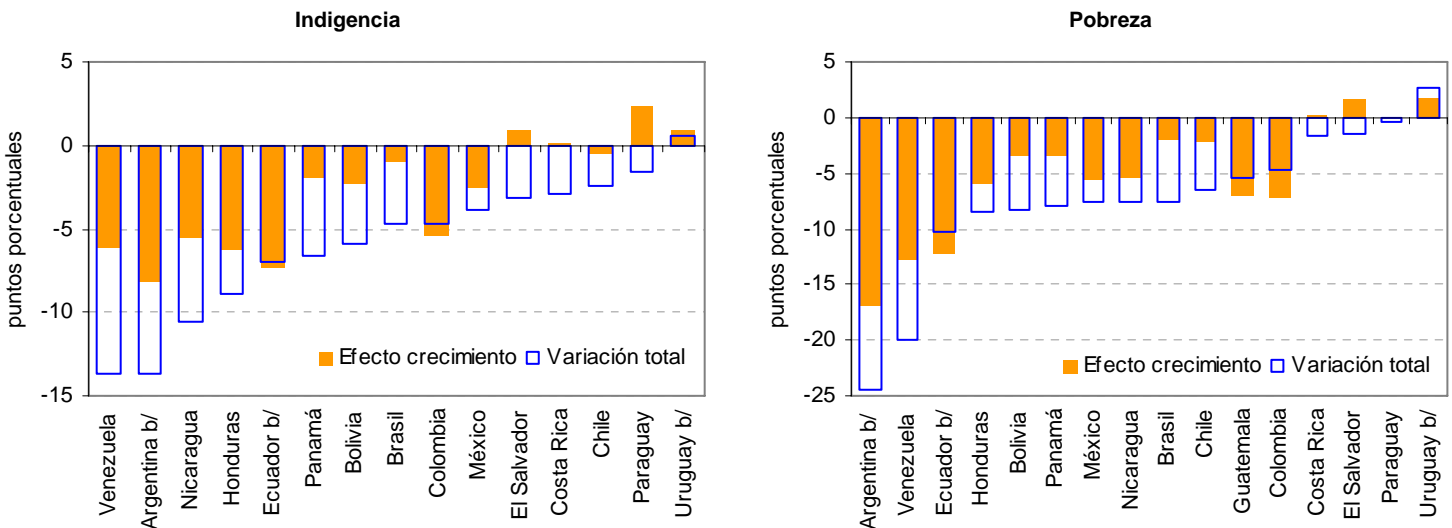 Indigencia
5
0
-5
-10
-15
puntos porcentuales
Efecto crecimiento
Variación total
Venezuela
Argentina b/
Nicaragua
Honduras
Ecuador b/
Panamá
Bolivia
Brasil
Colombia
México
El Salvador
Costa Rica
Chile
Paraguay
Uruguay b/
Pobreza
5
0
-5
-10
-15
-20
-25
puntos porcentuales
Efecto crecimiento
Variación total
Argentina b/
Venezuela
Ecuador b/
Honduras
Bolivia
Panamá
México
Nicaragua
Brasil
Chile
Guatemala
Colombia
Costa Rica
El Salvador
Paraguay
Uruguay b/